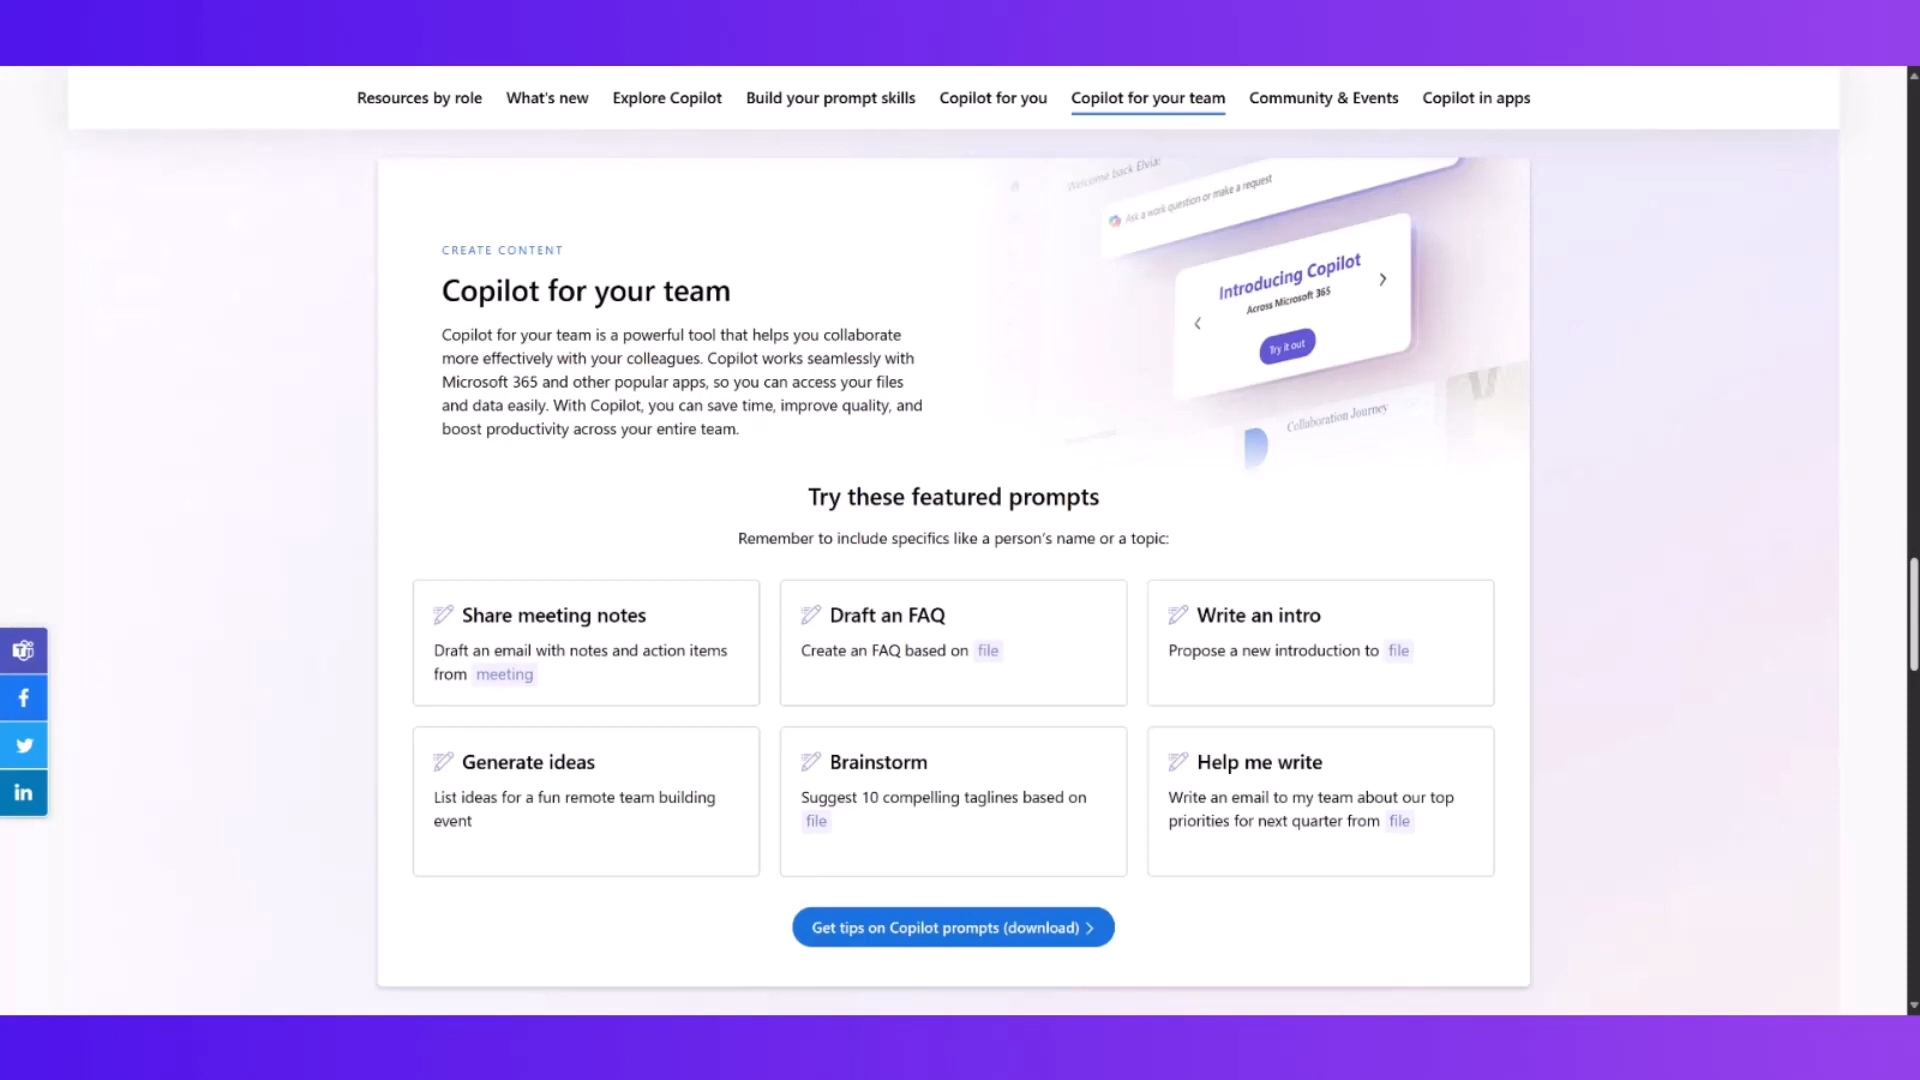 Resources by role What's new Explore Copilot Build your prompt skills Copilot for you Copilot for your team Community & Events Copilot in apps
Welcome back Elvia!
Ask a work question or make a request
Introducing Copilot
Across Microsoft 365
Try it out
Collaboration Journey
CREATE CONTENT
Copilot for your team
Copilot for your team is a powerful tool that helps you collaborate
more effectively with your colleagues. Copilot works seamlessly with
Microsoft 365 and other popular apps, so you can access your files
and data easily. With Copilot, you can save time, improve quality, and
boost productivity across your entire team.
Try these featured prompts
Remember to include specifics like a person's name or a topic:
Share meeting notes
Draft an email with notes and action items
from meeting
Draft an FAQ
Create an FAQ based on file
Write an intro
Propose a new introduction to file
Generate ideas
List ideas for a fun remote team building
event
Brainstorm
Suggest 10 compelling taglines based on
file
Help me write
Write an email to my team about our top
priorities for next quarter from file
Get tips on Copilot prompts (download)